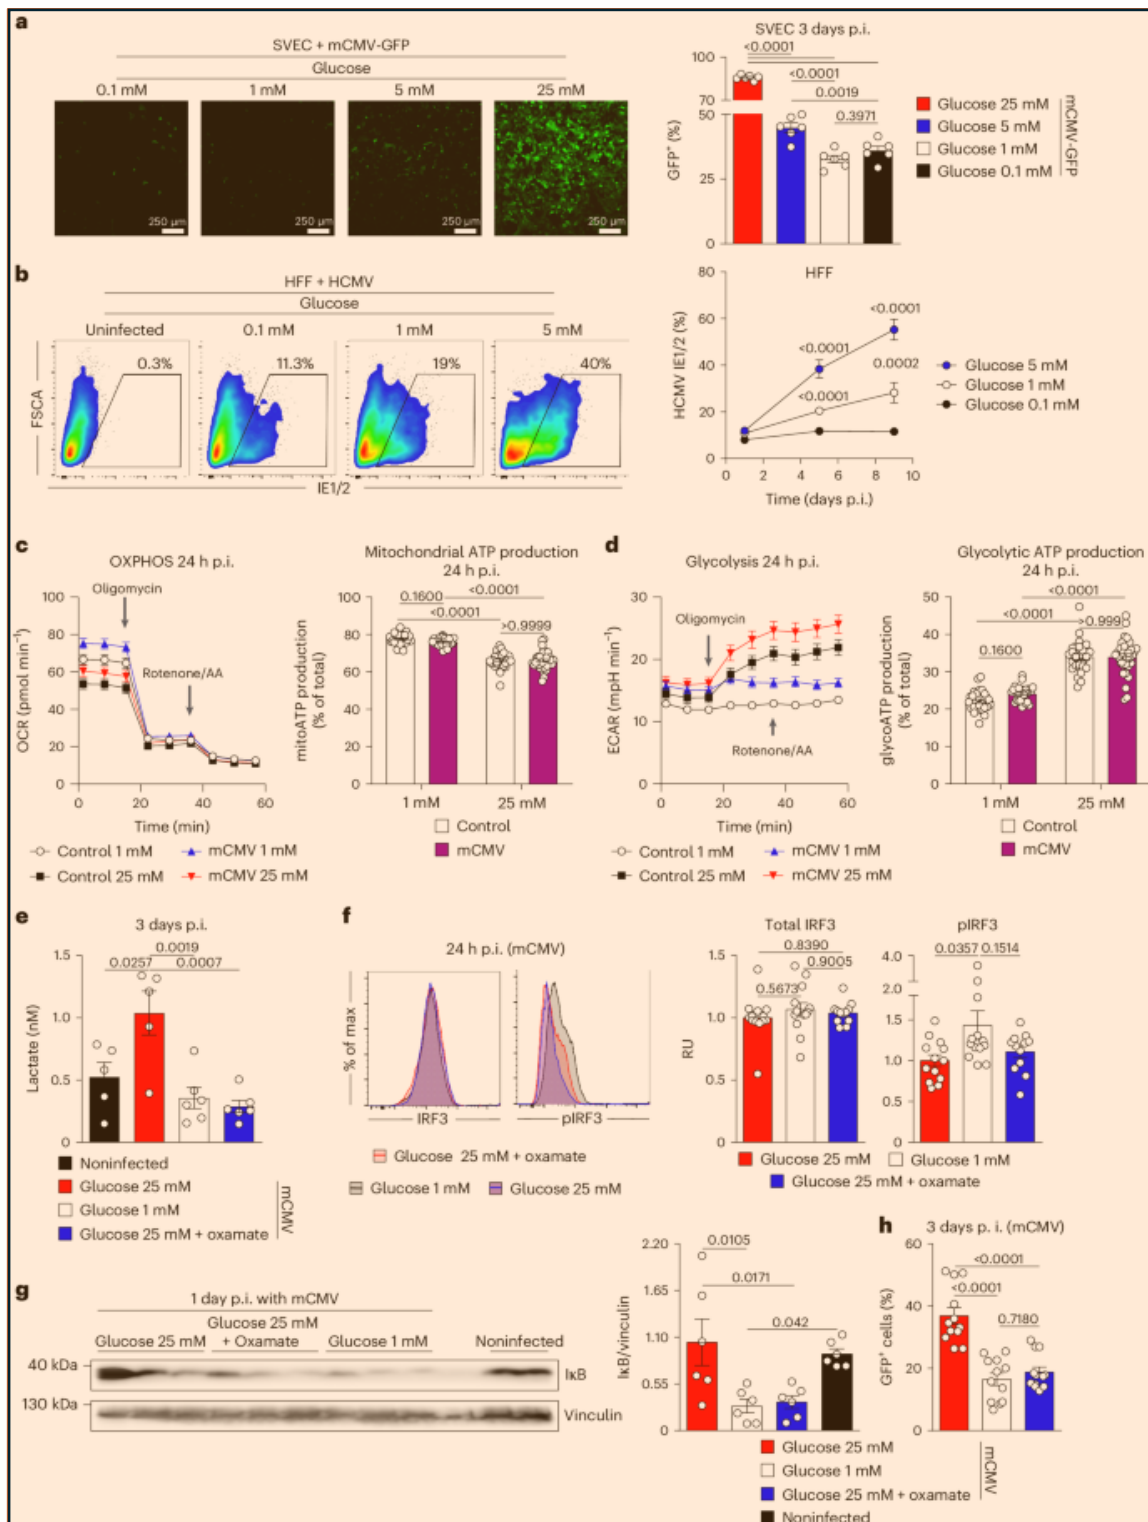 a
SVEC + mCMV-GFP
Glucose
0.1 mM 1 mM 5 mM 25 mM
250 µm 250 µm 250 µm 250 µm
SVEC 3 days p.i.
<0.0001
<0.0001
0.0019
0.3971
GFP+ (%)
100
70
50
25
0
Glucose 25 mM
Glucose 5 mM
Glucose 1 mM
Glucose 0.1 mM
mCMV-GFP
b
HFF + HCMV
Glucose
Uninfected 0.1 mM 1 mM 5 mM
0.3% 11.3% 19% 40%
FSCA
IE1/2
HFF
HCMV IE1/2 (%)
80
60
40
20
0
<0.0001
<0.0001
0.0002
<0.0001
0 2 4 6 8 10
Time (days p.i.)
Glucose 5 mM
Glucose 1 mM
Glucose 0.1 mM
c
OXPHOS 24 h p.i.
Oligomycin
Rotenone/AA
OCR (pmol min⁻¹)
100
80
60
40
20
0
0 20 40 60
Time (min)
Control 1 mM mCMV 1 mM
Control 25 mM mCMV 25 mM
Mitochondrial ATP production
24 h p.i.
0.1600 <0.0001
<0.0001
>0.9999
mitoATP production
(% of total)
100
80
60
40
20
0
1 mM 25 mM
Control
mCMV
d
Glycolysis 24 h p.i.
Oligomycin
Rotenone/AA
ECAR (mpH min⁻¹)
30
20
10
0
0 20 40 60
Time (min)
Control 1 mM mCMV 1 mM
Control 25 mM mCMV 25 mM
Glycolytic ATP production
24 h p.i.
<0.0001
<0.0001
>0.999
0.1600
glycoATP production
(% of total)
50
40
30
20
10
0
1 mM 25 mM
Control
mCMV
e
3 days p.i.
0.0019
0.0257 0.0007
Lactate (nM)
1.5
1.0
0.5
0
Noninfected
Glucose 25 mM
Glucose 1 mM
Glucose 25 mM + oxamate
mCMV
f
24 h p.i. (mCMV)
% of max
IRF3 pIRF3
Glucose 25 mM + oxamate
Glucose 1 mM Glucose 25 mM
Total IRF3
0.8390
0.9005
0.5673
RU
1.5
1.0
0.5
0
pIRF3
0.0357 0.1514
4.0
2.0
1.5
1.0
0.5
0
Glucose 25 mM Glucose 1 mM
Glucose 25 mM + oxamate
g
1 day p.i. with mCMV
Glucose 25 mM
Glucose 25 mM + Oxamate Glucose 1 mM Noninfected
40 kDa
IκB
130 kDa
Vinculin
IκB/vinculin
2.20
1.65
1.10
0.55
0
0.0105
0.0171
0.042
Glucose 25 mM
Glucose 1 mM
Glucose 25 mM + oxamate
Noninfected
mCMV
h
3 days p. i. (mCMV)
<0.0001
<0.0001
0.7180
GFP+ cells (%)
60
40
20
0